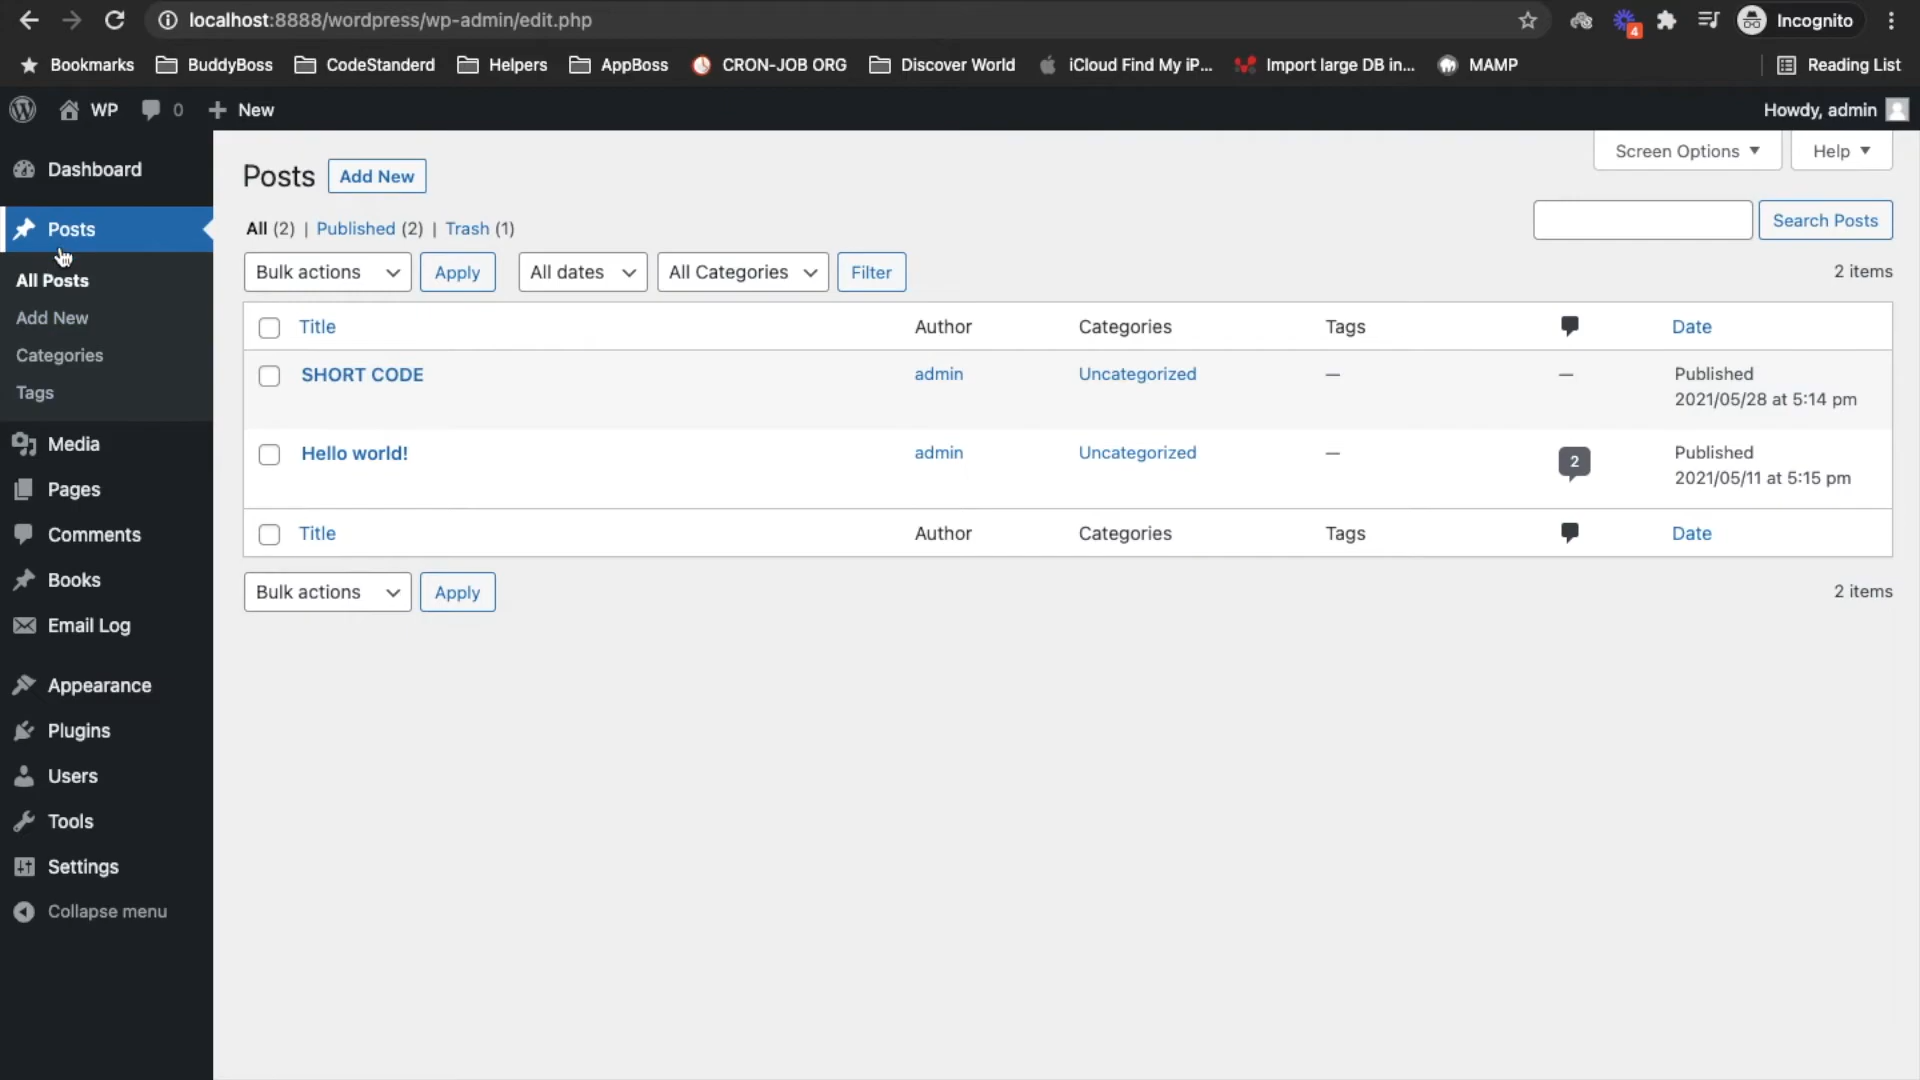 localhost:8888/wordpress/wp-admin/edit.php
4
Incognito
Bookmarks BuddyBoss CodeStanderd Helpers AppBoss CRON-JOB ORG Discover World iCloud Find My iP... Import large DB in... MAMP Reading List
WP 0 + New Howdy, admin
Dashboard
Posts
All Posts
Add New
Categories
Tags
Media
Pages
Comments
Books
Email Log
Appearance
Plugins
Users
Tools
Settings
Collapse menu
Screen Options ▼ Help ▼
Posts Add New
All (2) | Published (2) | Trash (1)
Search Posts
Bulk actions Apply All dates All Categories Filter 2 items
Title Author Categories Tags Date
SHORT CODE admin Uncategorized — — Published
2021/05/28 at 5:14 pm
Hello world! admin Uncategorized — 2 Published
2021/05/11 at 5:15 pm
Title Author Categories Tags Date
Bulk actions Apply 2 items